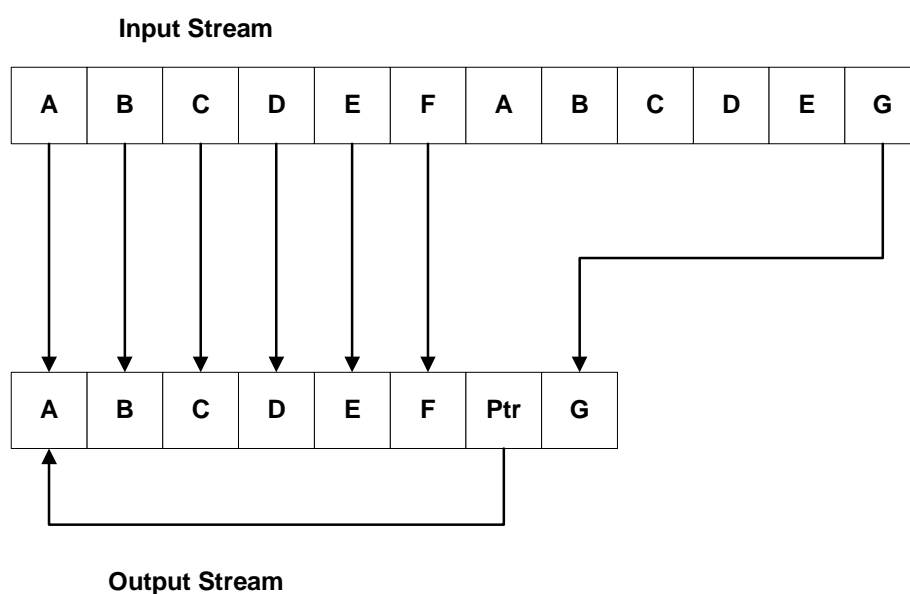 Input Stream
A B C D E F A B C D E G
A B C D E F Ptr G
Output Stream